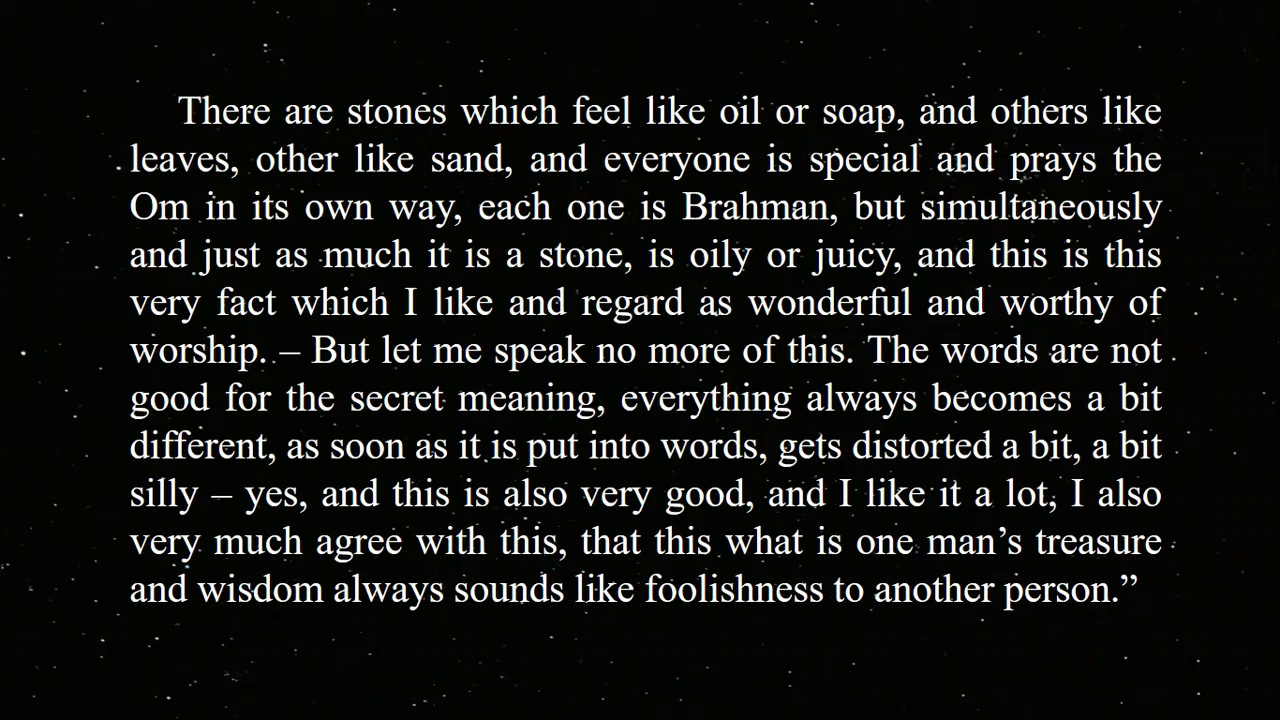 There are stones which feel like oil or soap, and others like
leaves, other like sand, and everyone is special and prays the
Om in its own way, each one is Brahman, but simultaneously
and just as much it is a stone, is oily or juicy, and this is this
very fact which I like and regard as wonderful and worthy of
worship. – But let me speak no more of this. The words are not
good for the secret meaning, everything always becomes a bit
different, as soon as it is put into words, gets distorted a bit, a bit
silly – yes, and this is also very good, and I like it a lot, I also
very much agree with this, that this what is one man’s treasure
and wisdom always sounds like foolishness to another person.”